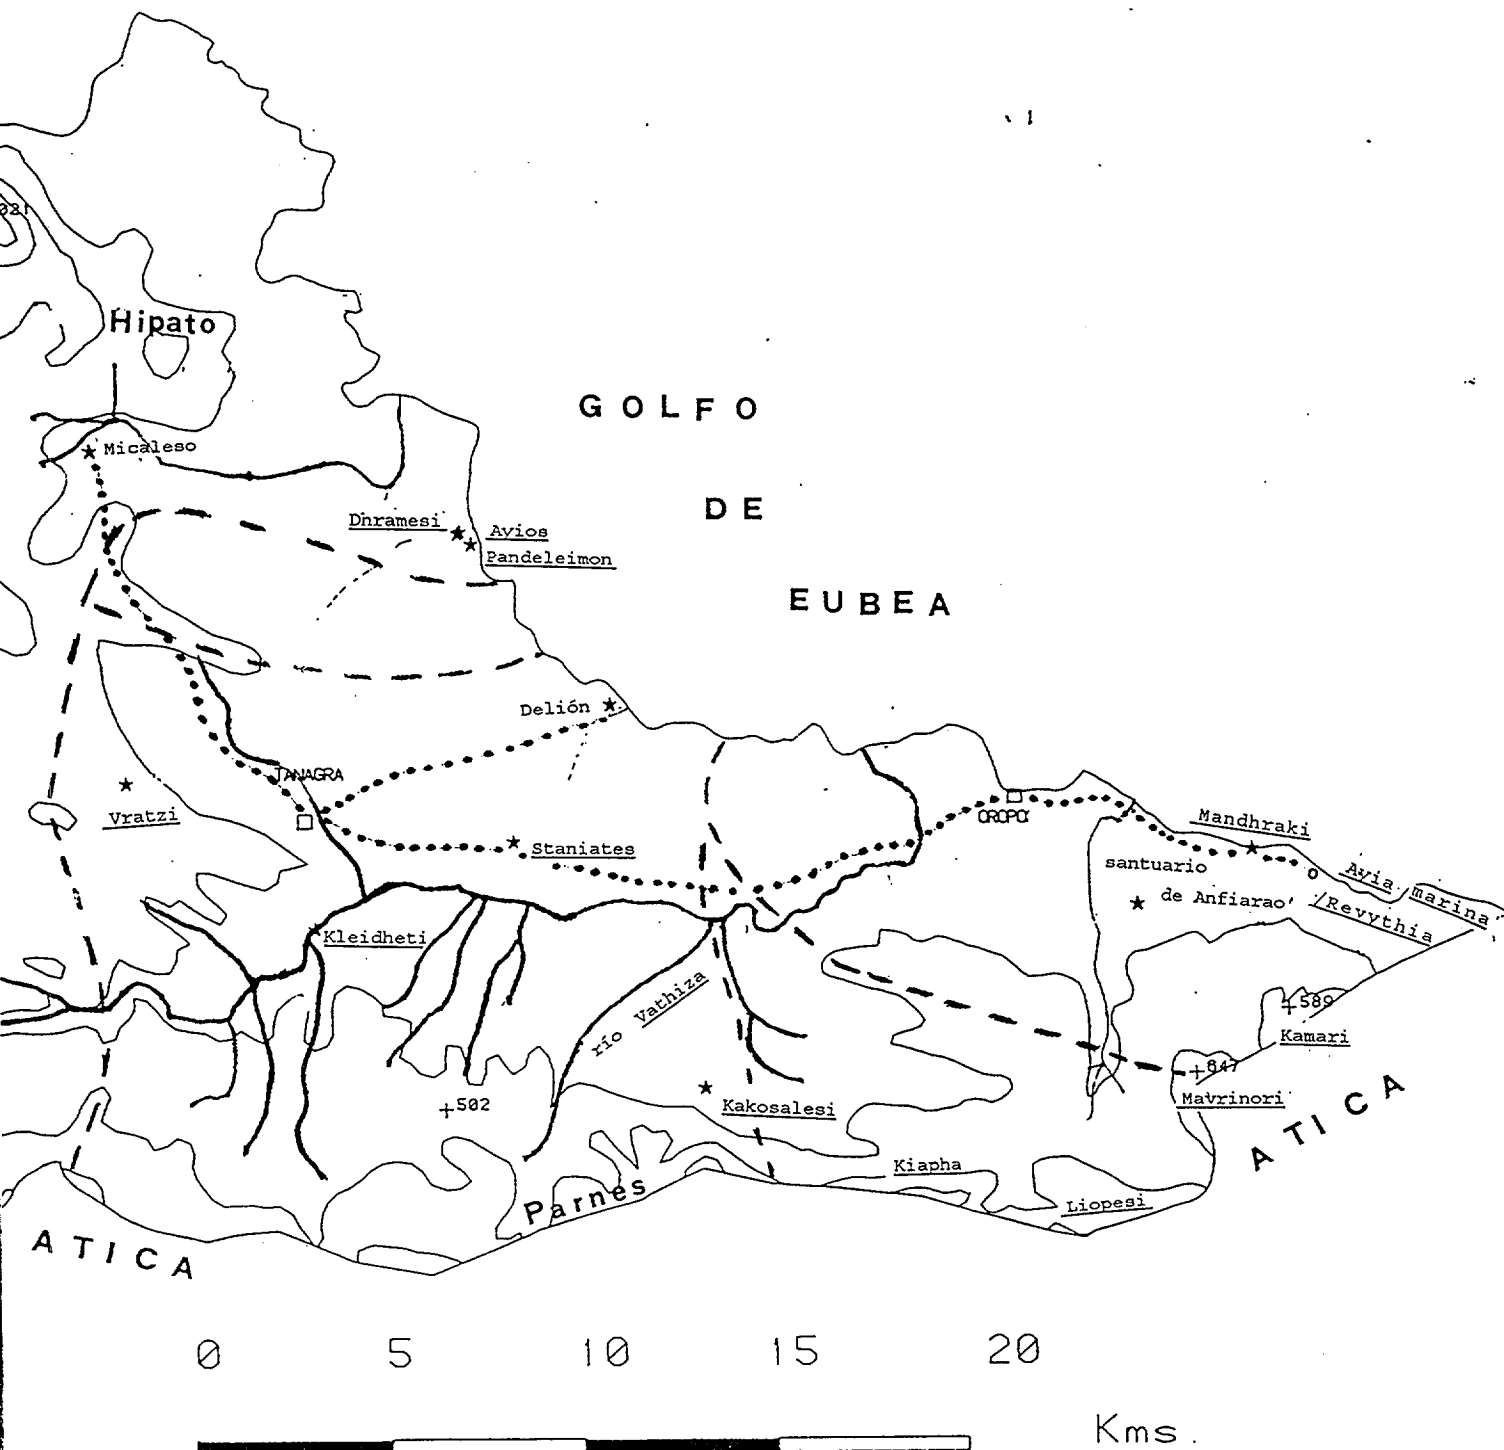 Hipato
GOLFO
DE
EUBEA
Micaleso
Dhramesi
Ayios
Pandeleimon
Delión
TANAGRA
Vratzi
Staniates
OROPO
Mandhraki
santuario
de Anfiarao
Ayia marina
/Revythia
Kleidheti
río Vathiza
+589
Kamari
+847
Mavrinori
+502
Kakosalesi
ATICA
Kiapha
Liopesi
Parnes
ATICA
0 5 10 15 20
Kms.